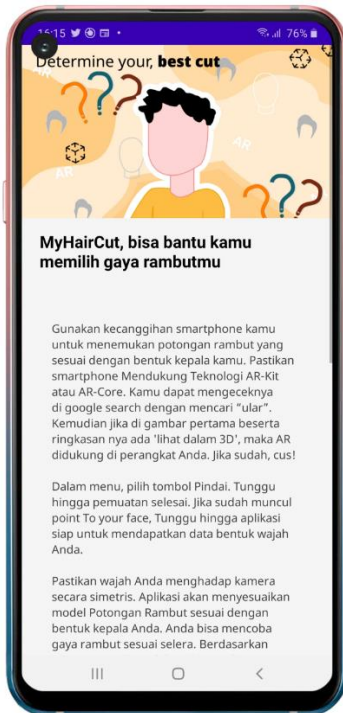 16:15 76%
Determine your, best cut
AR
AR
AR
MyHairCut, bisa bantu kamu
memilih gaya rambutmu
Gunakan kecanggihan smartphone kamu
untuk menemukan potongan rambut yang
sesuai dengan bentuk kepala kamu. Pastikan
smartphone Mendukung Teknologi AR-Kit
atau AR-Core. Kamu dapat mengeceknya
di google search dengan mencari “ular”.
Kemudian jika di gambar pertama beserta
ringkasan nya ada 'lihat dalam 3D', maka AR
didukung di perangkat Anda. Jika sudah, cus!
Dalam menu, pilih tombol Pindai. Tunggu
hingga pemuatan selesai. Jika sudah muncul
point To your face, Tunggu hingga aplikasi
siap untuk mendapatkan data bentuk wajah
Anda.
Pastikan wajah Anda menghadap kamera
secara simetris. Aplikasi akan menyesuaikan
model Potongan Rambut sesuai dengan
bentuk kepala Anda. Anda bisa mencoba
gaya rambut sesuai selera. Berdasarkan